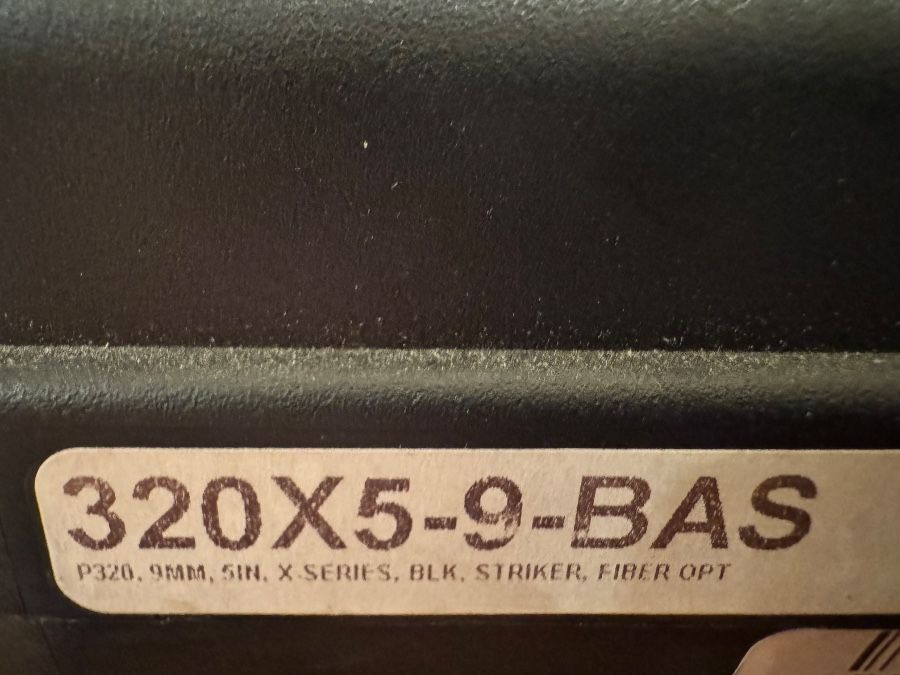 320X5-9-BAS
P320, 9MM, 5IN, X-SERIES, BLK, STRIKER, FIBER OPT